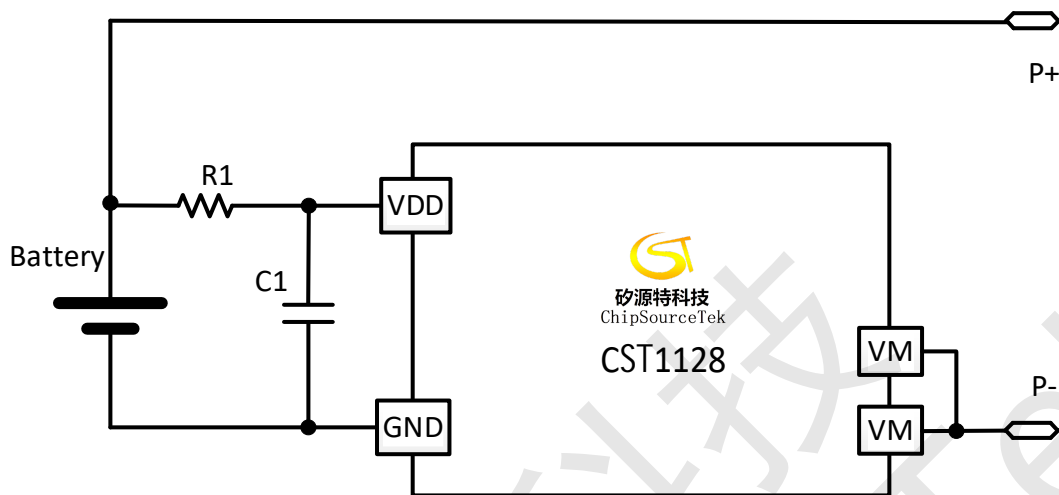 P+
R1
VDD
Battery
C1
矽源特科技
ChipSourceTek
CST1128
VM
P-
GND
VM